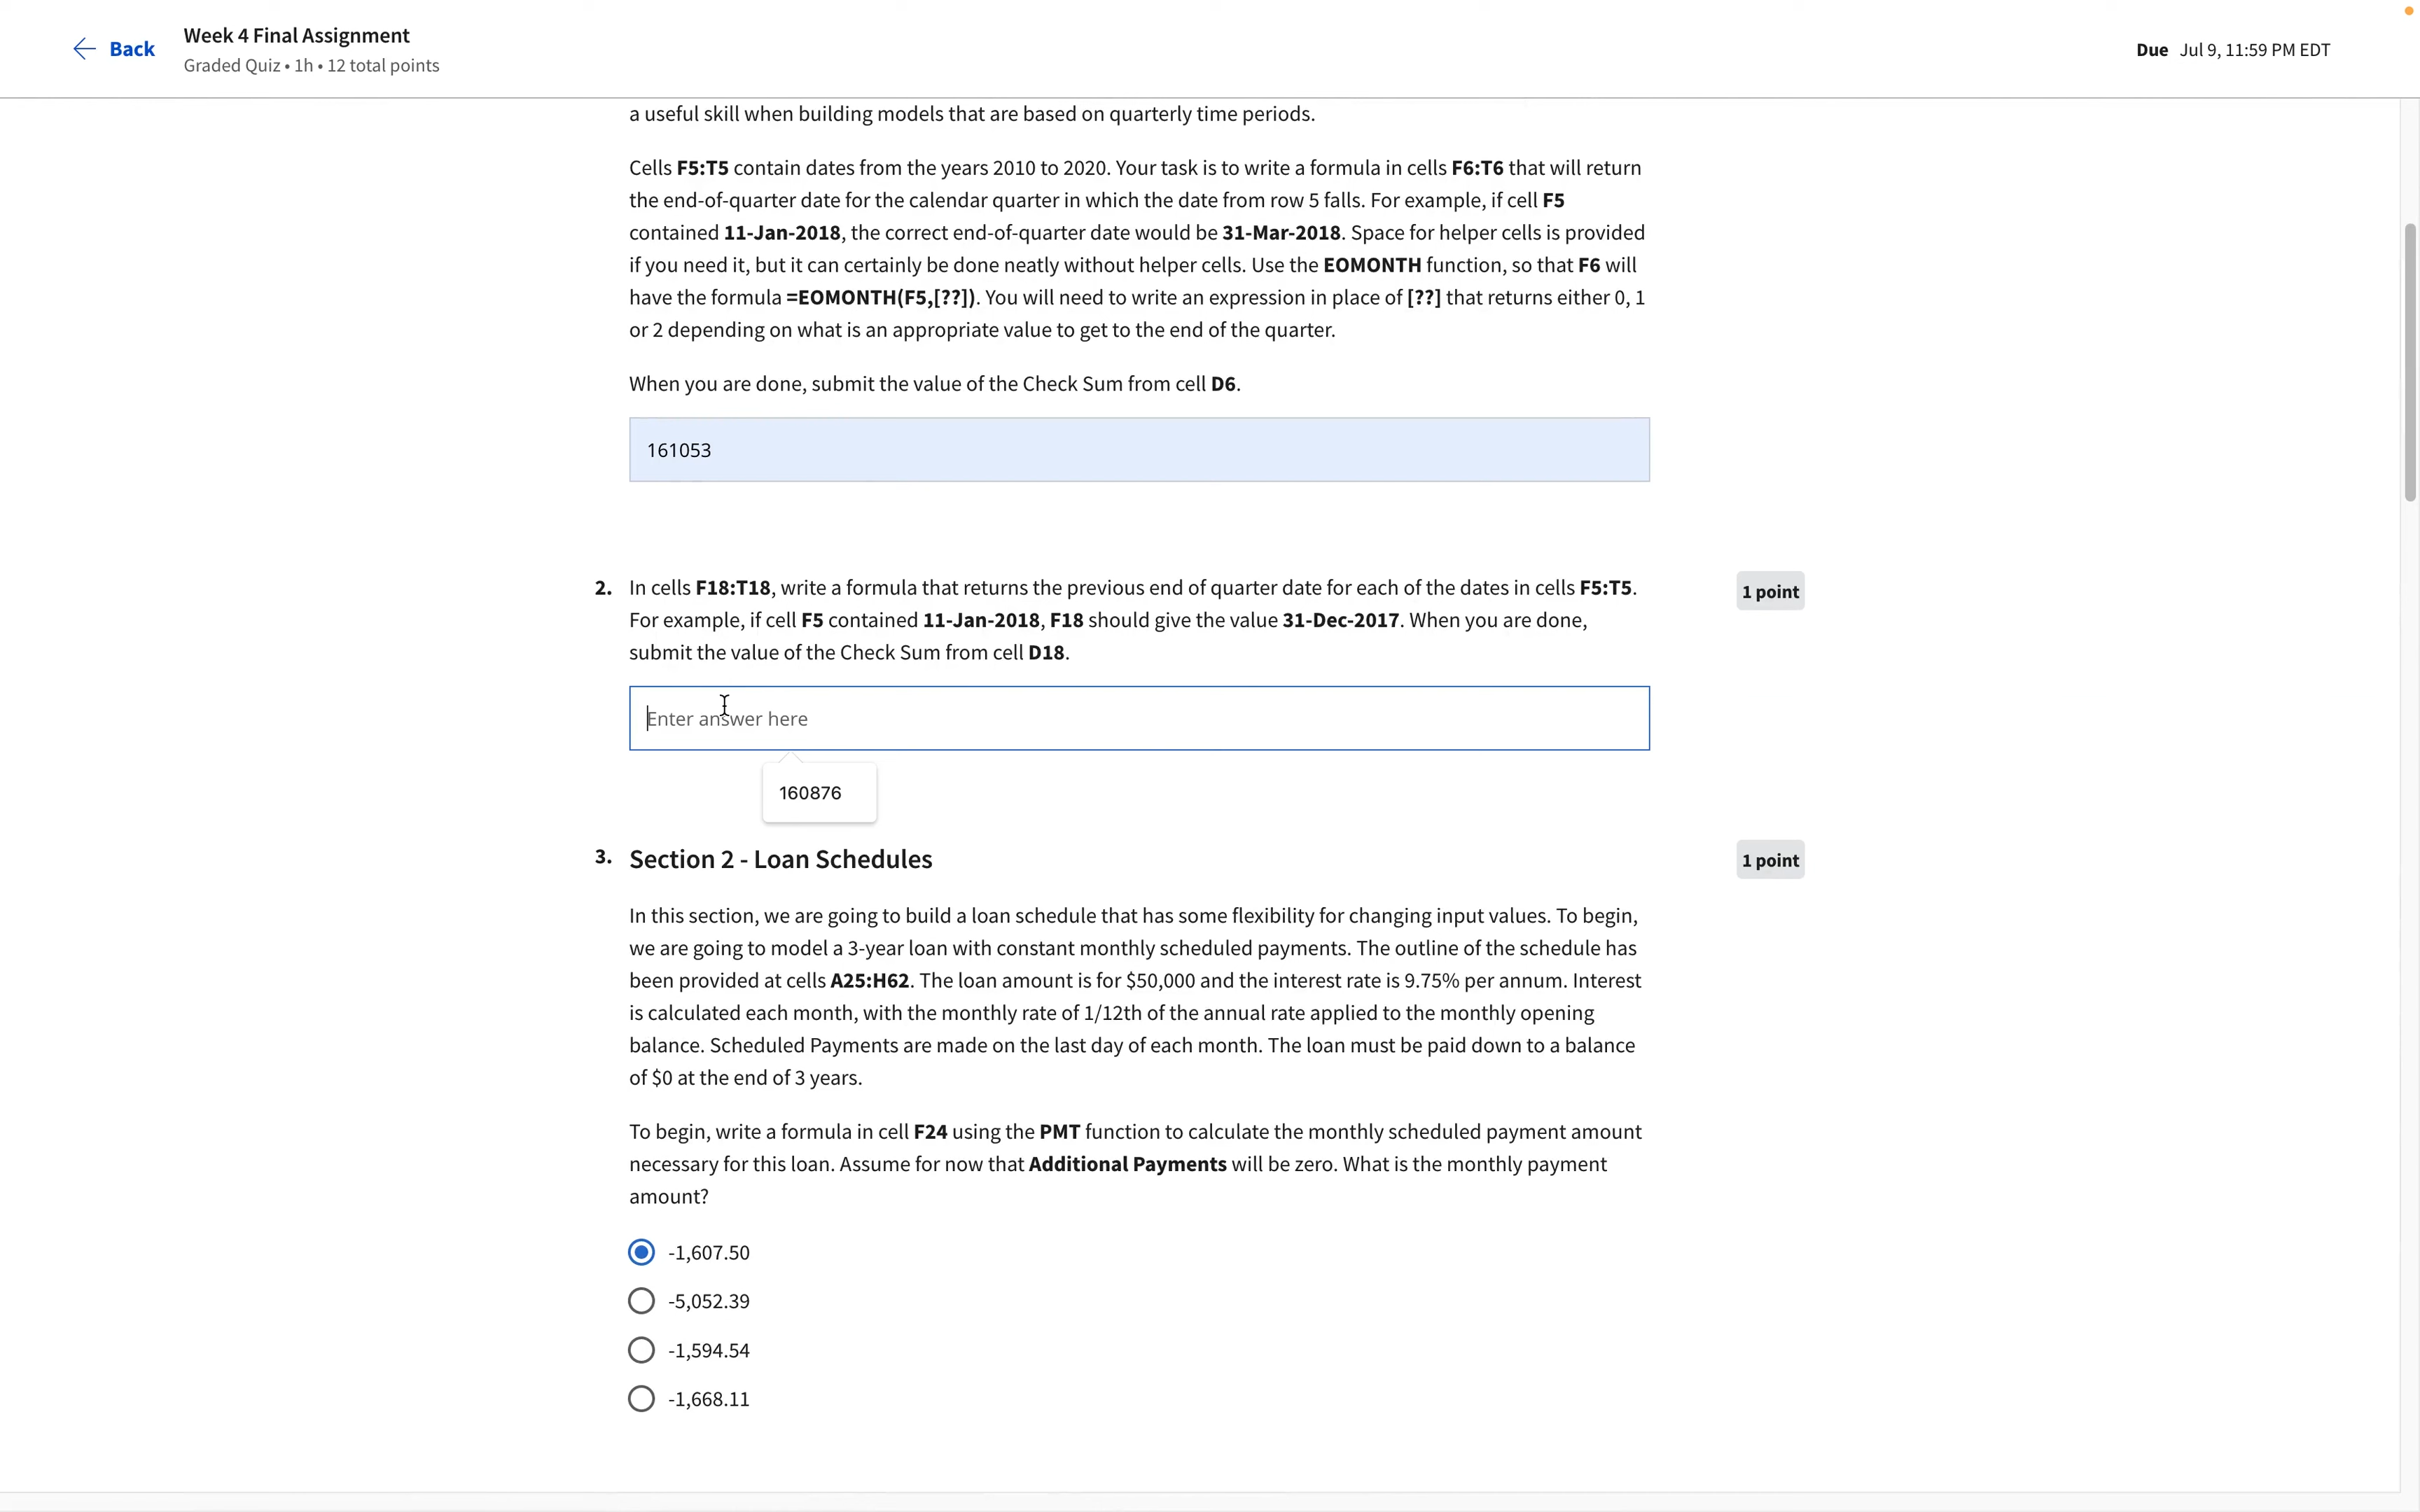 Back
Week 4 Final Assignment
Graded Quiz • 1h • 12 total points
Due Jul 9, 11:59 PM EDT
a useful skill when building models that are based on quarterly time periods.
Cells F5:T5 contain dates from the years 2010 to 2020. Your task is to write a formula in cells F6:T6 that will return
the end-of-quarter date for the calendar quarter in which the date from row 5 falls. For example, if cell F5
contained 11-Jan-2018, the correct end-of-quarter date would be 31-Mar-2018. Space for helper cells is provided
if you need it, but it can certainly be done neatly without helper cells. Use the EOMONTH function, so that F6 will
have the formula =EOMONTH(F5,[??]). You will need to write an expression in place of [??] that returns either 0, 1
or 2 depending on what is an appropriate value to get to the end of the quarter.
When you are done, submit the value of the Check Sum from cell D6.
161053
2. In cells F18:T18, write a formula that returns the previous end of quarter date for each of the dates in cells F5:T5.
1 point
For example, if cell F5 contained 11-Jan-2018, F18 should give the value 31-Dec-2017. When you are done,
submit the value of the Check Sum from cell D18.
Enter answer here
160876
3. Section 2 - Loan Schedules
1 point
In this section, we are going to build a loan schedule that has some flexibility for changing input values. To begin,
we are going to model a 3-year loan with constant monthly scheduled payments. The outline of the schedule has
been provided at cells A25:H62. The loan amount is for $50,000 and the interest rate is 9.75% per annum. Interest
is calculated each month, with the monthly rate of 1/12th of the annual rate applied to the monthly opening
balance. Scheduled Payments are made on the last day of each month. The loan must be paid down to a balance
of $0 at the end of 3 years.
To begin, write a formula in cell F24 using the PMT function to calculate the monthly scheduled payment amount
necessary for this loan. Assume for now that Additional Payments will be zero. What is the monthly payment
amount?
-1,607.50
-5,052.39
-1,594.54
-1,668.11